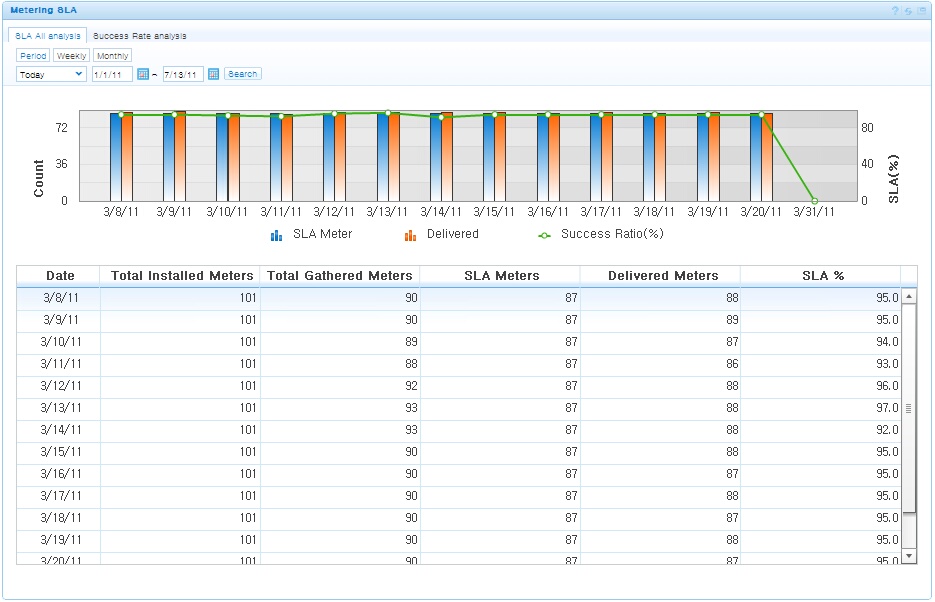 Metering SLA
SLA All analysis Success Rate analysis
Period Weekly Monthly
Today 1/1/11 ~ 7/13/11 Search
72 80
36 40
0 0
Count
SLA(%)
3/8/11 3/9/11 3/10/11 3/11/11 3/12/11 3/13/11 3/14/11 3/15/11 3/16/11 3/17/11 3/18/11 3/19/11 3/20/11 3/31/11
SLA Meter Delivered Success Ratio(%)
Date Total Installed Meters Total Gathered Meters SLA Meters Delivered Meters SLA %
3/8/11 101 90 87 88 95.0
3/9/11 101 90 87 89 95.0
3/10/11 101 89 87 87 94.0
3/11/11 101 88 87 86 93.0
3/12/11 101 92 87 88 96.0
3/13/11 101 93 87 88 97.0
3/14/11 101 93 87 88 92.0
3/15/11 101 90 87 88 95.0
3/16/11 101 90 87 87 95.0
3/17/11 101 90 87 88 95.0
3/18/11 101 90 87 87 95.0
3/19/11 101 90 87 88 95.0
3/20/11 101 90 87 87 95.0